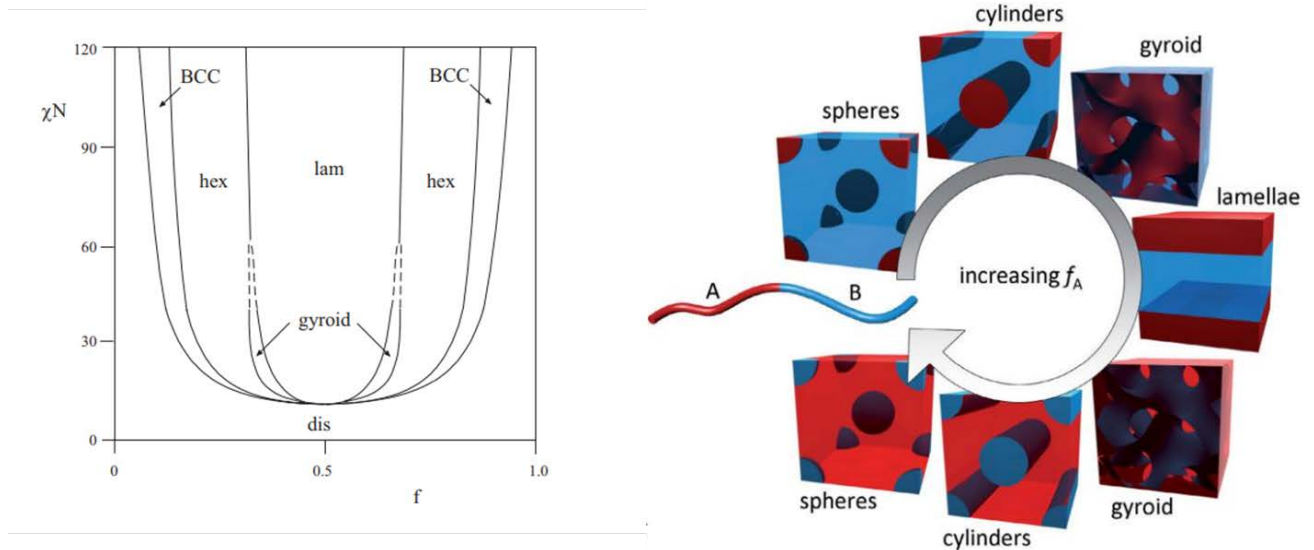 120
BCC
BCC
χN
90
hex
lam
hex
60
gyroid
30
dis
0
0
0.5
1.0
f
cylinders
gyroid
spheres
lamellae
A
B
increasing fA
spheres
cylinders
gyroid